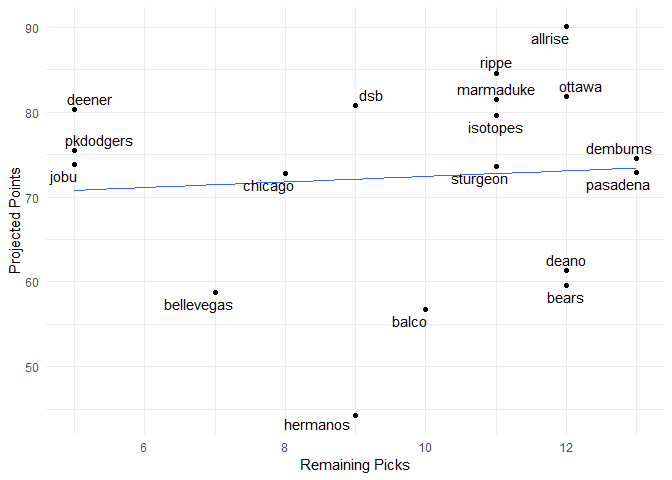 90
allrise
rippe
marmaduke
ottawa
deener
dsb
80
isotopes
pkdodgers
dembums
jobu
chicago
sturgeon
pasadena
70
Projected Points
deano
60
bellevegas
bears
balco
50
hermanos
6
8
10
12
Remaining Picks